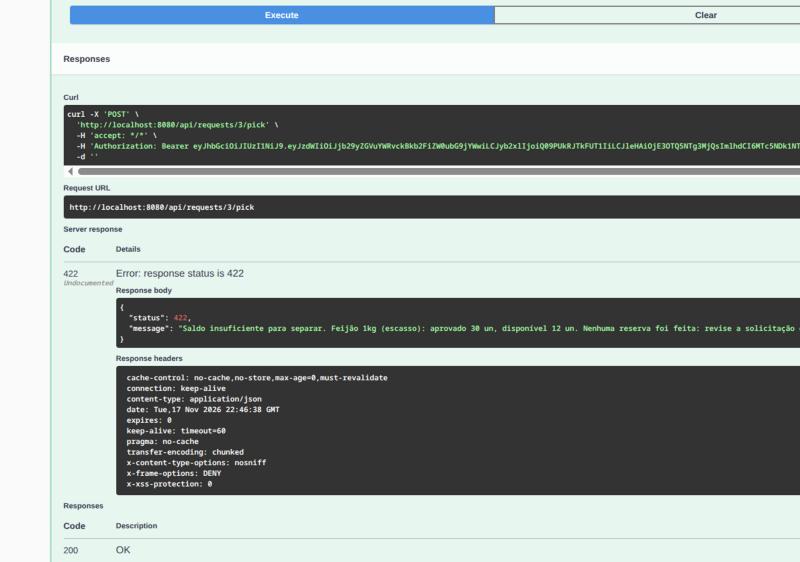 Execute
Clear
Responses
Curl
curl -X 'POST' \
'http://localhost:8080/api/requests/3/pick' \
-H 'accept: */*' \
-H 'Authorization: Bearer
-d ''
Request URL
http://localhost:8080/api/requests/3/pick
Server response
Code Details
422 Error: response status is 422
Undocumented
Response body
{
"status": 422,
"message": "Saldo insuficiente para separar. Feijão 1kg (escasso): aprovado 30 un, disponível 12 un. Nenhuma reserva foi feita: revise a solicitação
}
Response headers
cache-control: no-cache,no-store,max-age=0,must-revalidate
connection: keep-alive
content-type: application/json
date: Tue,17 Nov 2026 22:46:38 GMT
expires: 0
keep-alive: timeout=60
pragma: no-cache
transfer-encoding: chunked
x-content-type-options: nosniff
x-frame-options: DENY
x-xss-protection: 0
Responses
Code Description
200 OK